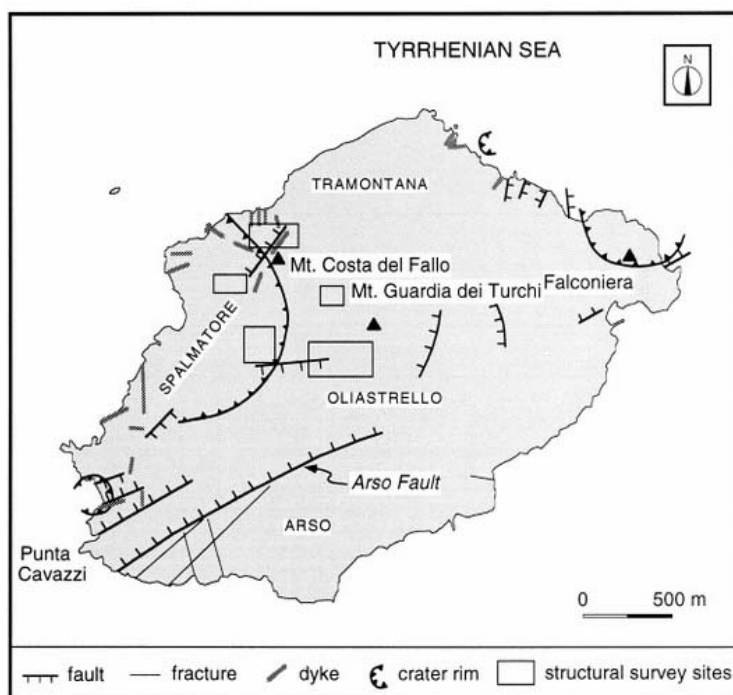 TYRRHENIAN SEA
N
TRAMONTANA
Mt. Costa del Fallo
Mt. Guardia dei Turchi
Falconiera
SPALMATORE
OLIASTRELLO
Arso Fault
ARSO
Punta
Cavazzi
0 500 m
fault fracture dyke crater rim structural survey sites